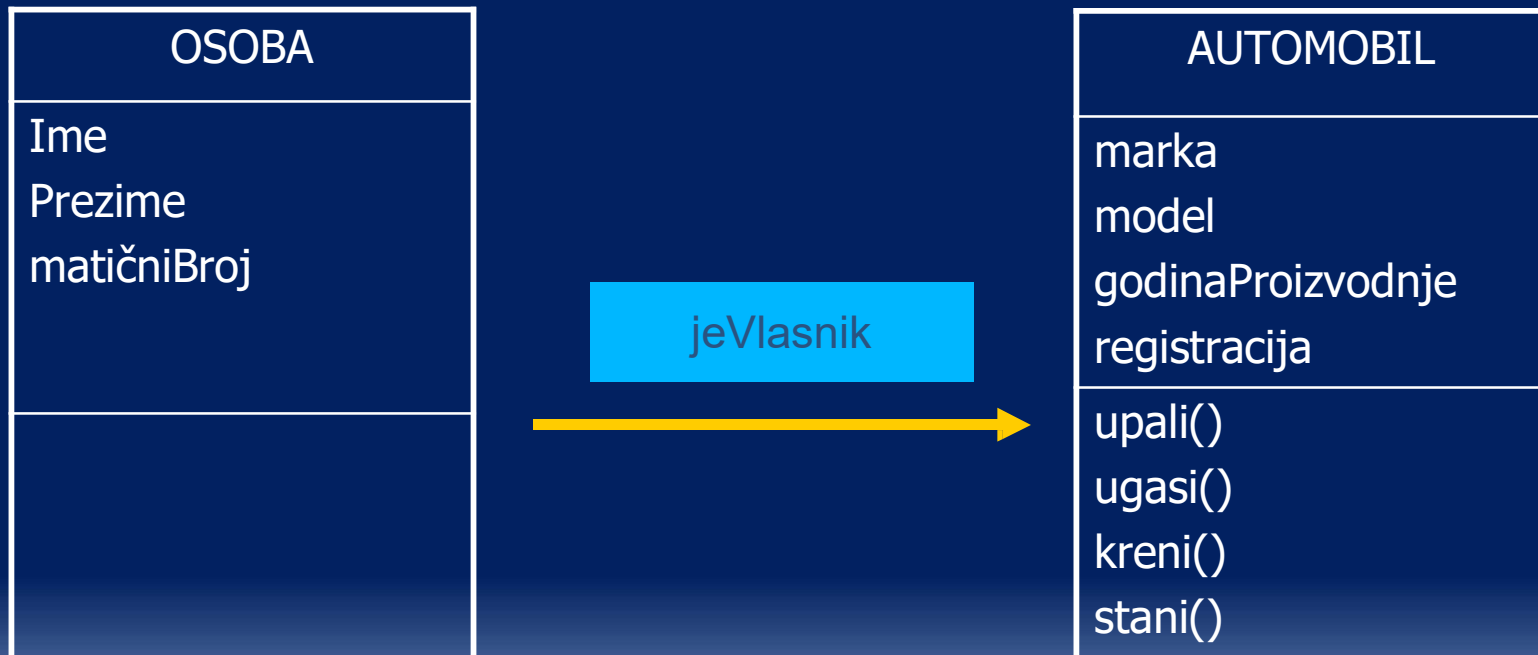 OSOBA
Ime
Prezime
matičniBroj
jeVlasnik
AUTOMOBIL
marka
model
godinaProizvodnje
registracija
upali()
ugasi()
kreni()
stani()